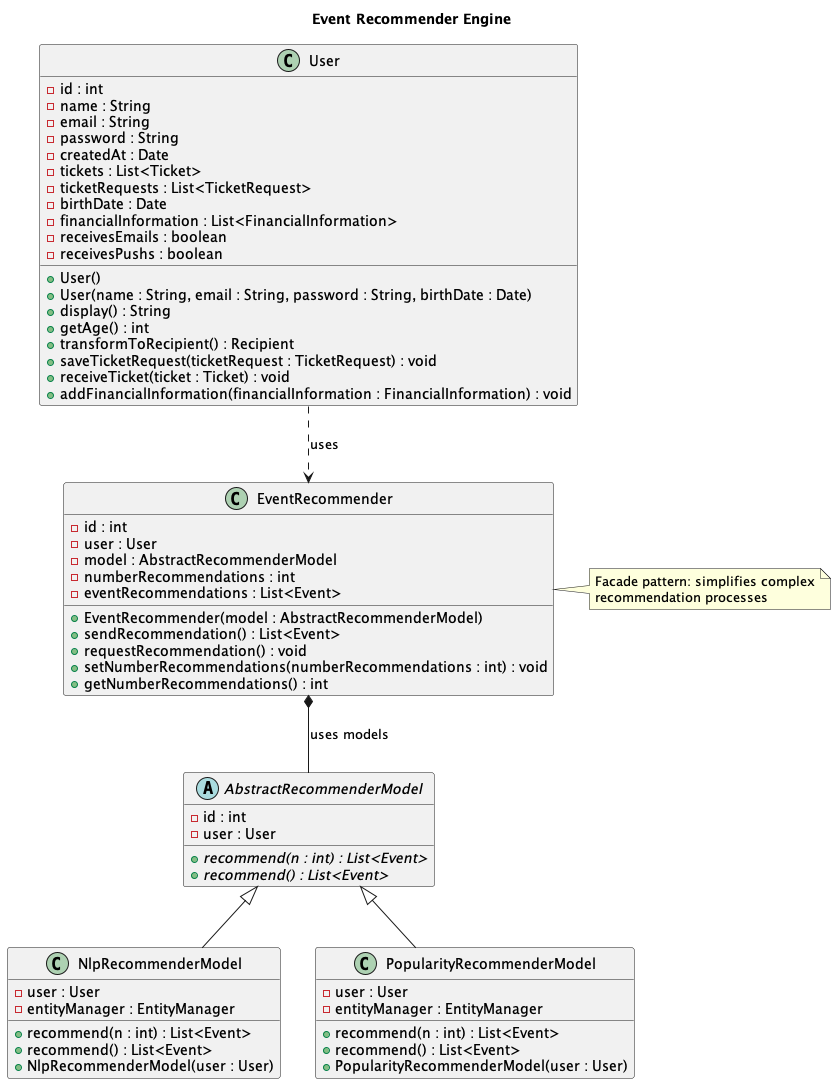 Event Recommender Engine
C User
id : int
name : String
email : String
password : String
createdAt : Date
tickets : List<Ticket>
ticketRequests : List<TicketRequest>
birthDate : Date
financialInformation : List<FinancialInformation>
receivesEmails : boolean
receivesPushs : boolean
User()
User(name : String, email : String, password : String, birthDate : Date)
display() : String
getAge() : int
transformToRecipient() : Recipient
saveTicketRequest(ticketRequest : TicketRequest) : void
receiveTicket(ticket : Ticket) : void
addFinancialInformation(financialInformation : FinancialInformation) : void
uses
C EventRecommender
id : int
user : User
model : AbstractRecommenderModel
numberRecommendations : int
eventRecommendations : List<Event>
EventRecommender(model : AbstractRecommenderModel)
sendRecommendation() : List<Event>
requestRecommendation() : void
setNumberRecommendations(numberRecommendations : int) : void
getNumberRecommendations() : int
Facade pattern: simplifies complex
recommendation processes
uses models
A AbstractRecommenderModel
id : int
user : User
recommend(n : int) : List<Event>
recommend() : List<Event>
C NlpRecommenderModel
user : User
entityManager : EntityManager
recommend(n : int) : List<Event>
recommend() : List<Event>
NlpRecommenderModel(user : User)
C PopularityRecommenderModel
user : User
entityManager : EntityManager
recommend(n : int) : List<Event>
recommend() : List<Event>
PopularityRecommenderModel(user : User)